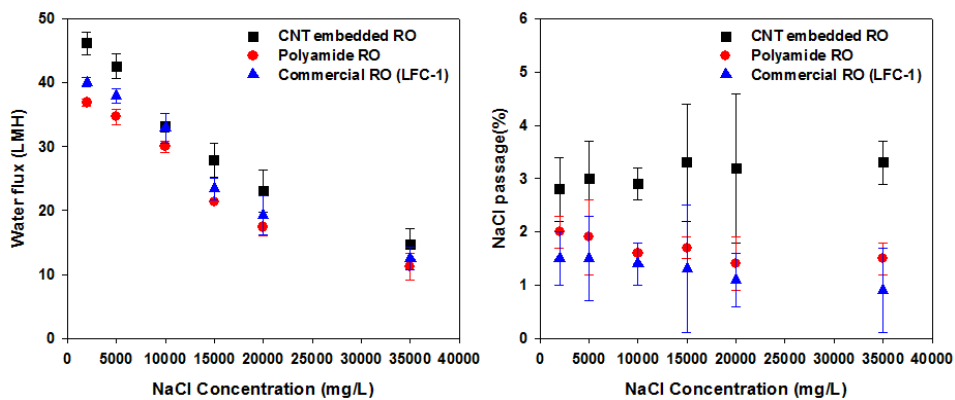 50
40
30
20
10
0
Water flux (LMH)
CNT embedded RO
Polyamide RO
Commercial RO (LFC-1)
0 5000 10000 15000 20000 25000 30000 35000 40000
NaCl Concentration (mg/L)
6
5
4
3
2
1
0
NaCl passage(%)
CNT embedded RO
Polyamide RO
Commercial RO (LFC-1)
0 5000 10000 15000 20000 25000 30000 35000 40000
NaCl Concentration (mg/L)